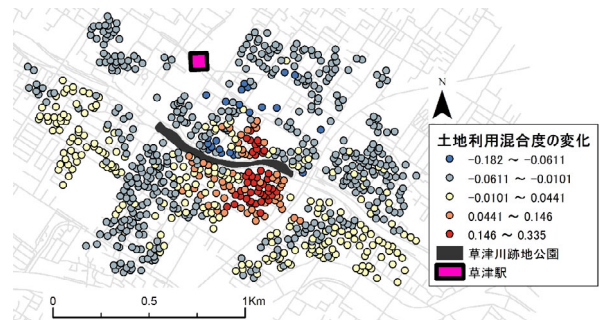 N
土地利用混合度の変化
-0.182 ～ -0.0611
-0.0611 ～ -0.0101
-0.0101 ～ 0.0441
0.0441 ～ 0.146
0.146 ～ 0.335
草津川跡地公園
草津駅
0 0.5 1Km